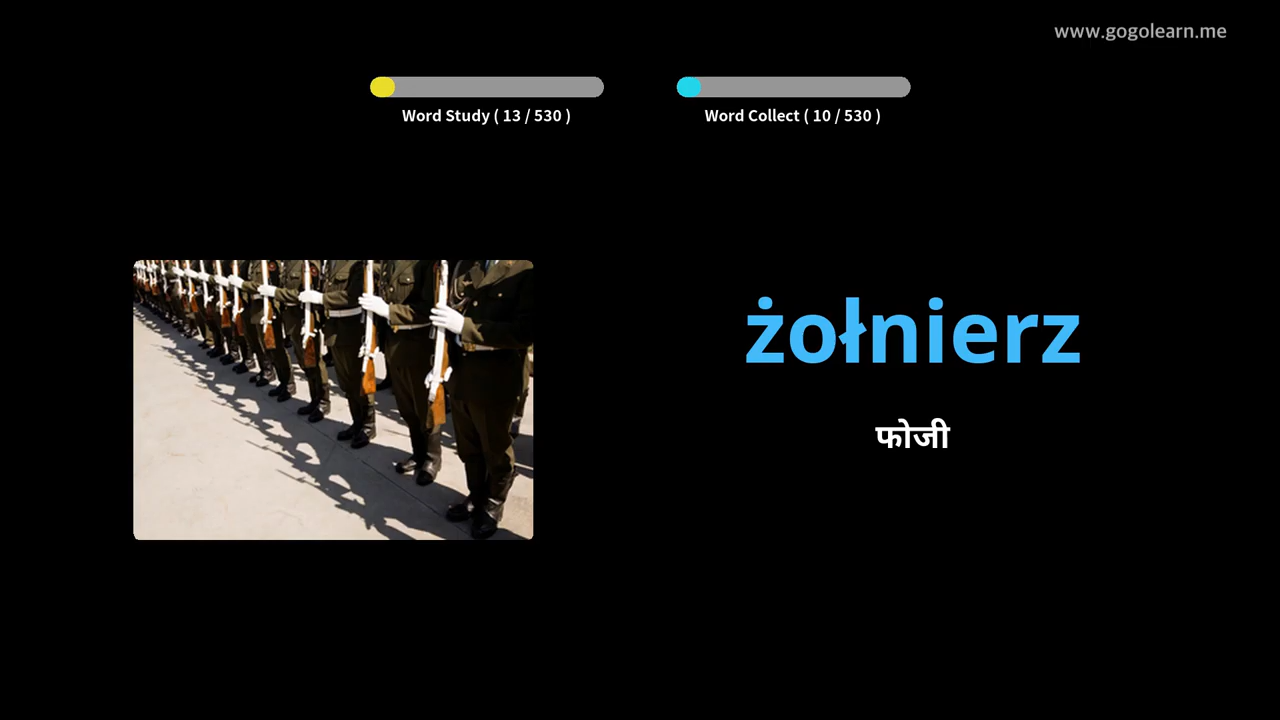 www.gogolearn.me
Word Study ( 13 / 530 )
Word Collect ( 10 / 530 )
żołnierz
फोजी